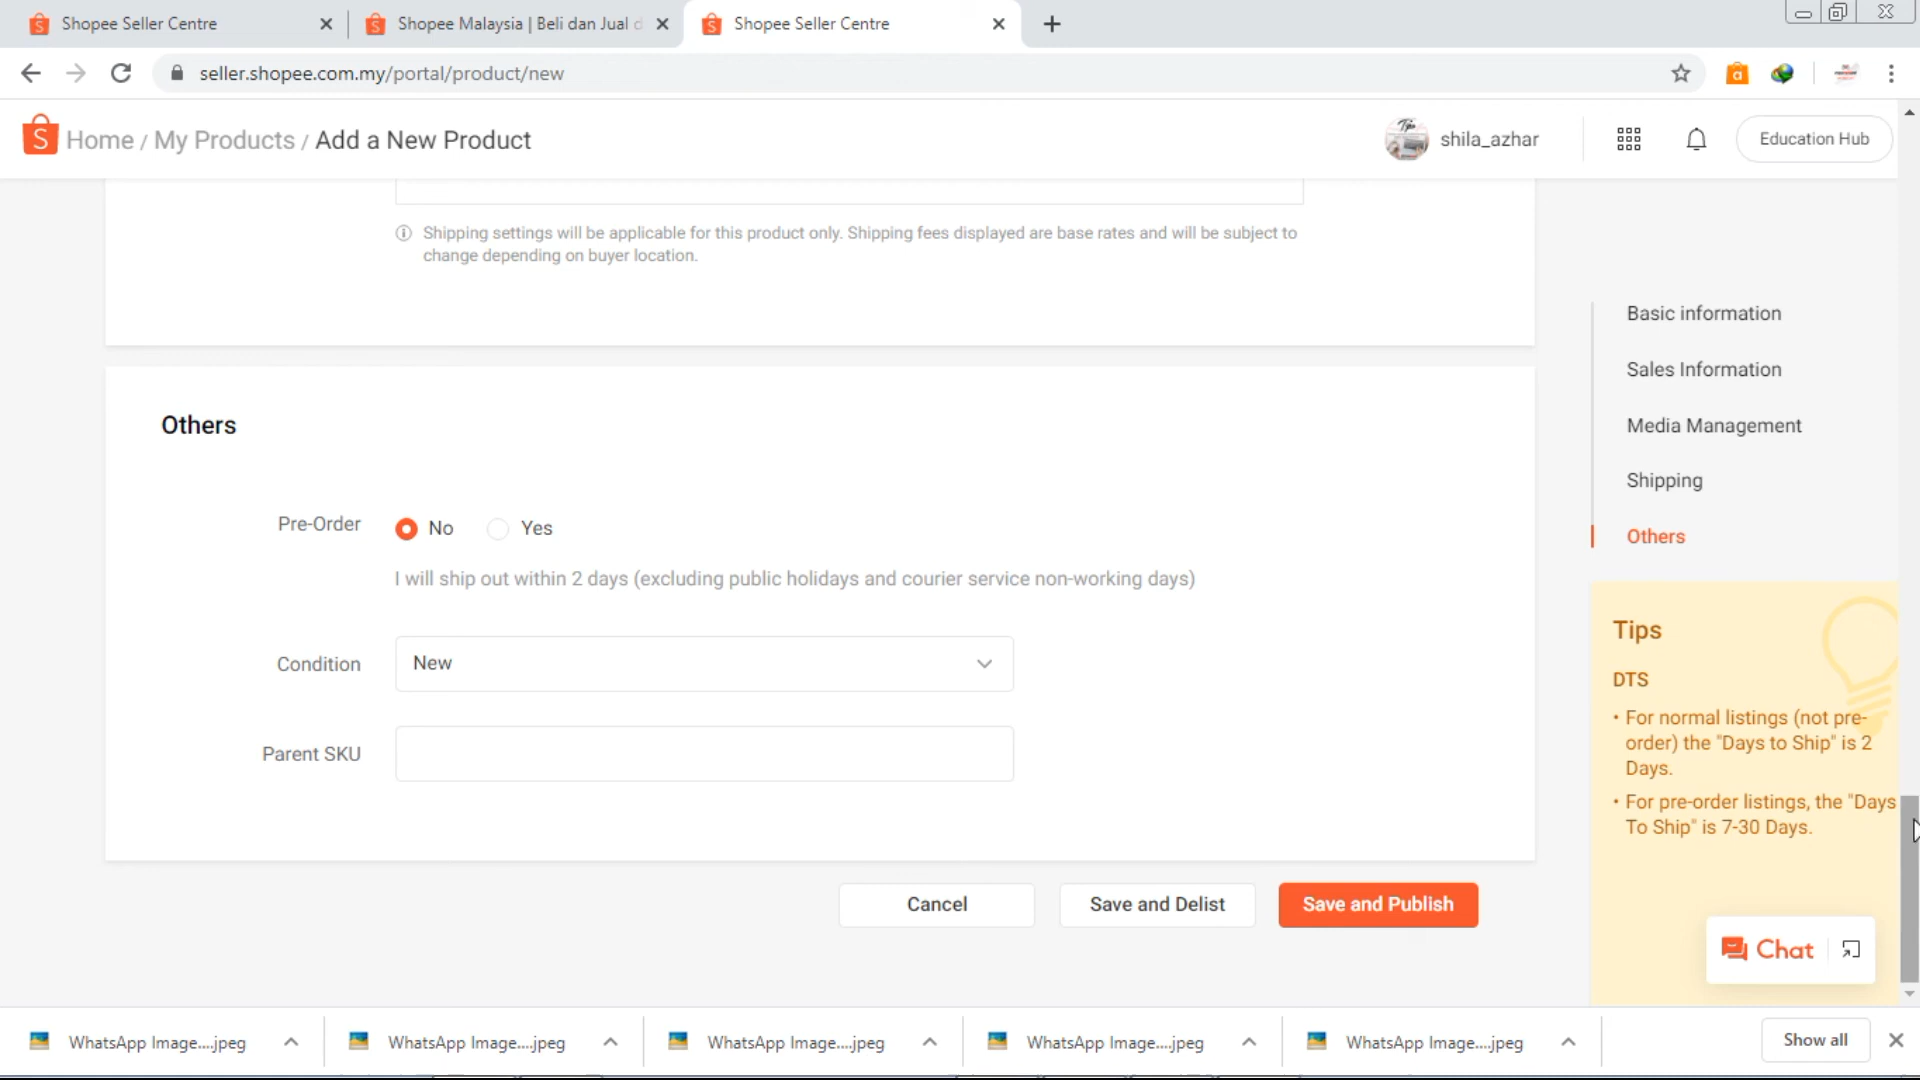 Shopee Seller Centre
Shopee Malaysia | Beli dan Jual d
Shopee Seller Centre
seller.shopee.com.my/portal/product/new
Home / My Products / Add a New Product
shila_azhar
Education Hub
Shipping settings will be applicable for this product only. Shipping fees displayed are base rates and will be subject to
change depending on buyer location.
Basic information
Sales Information
Media Management
Shipping
Others
Others
Pre-Order
No
Yes
I will ship out within 2 days (excluding public holidays and courier service non-working days)
Condition
New
Parent SKU
Tips
DTS
• For normal listings (not pre-
order) the "Days to Ship" is 2
Days.
• For pre-order listings, the "Days
To Ship" is 7-30 Days.
Cancel
Save and Delist
Save and Publish
Chat
WhatsApp Image....jpeg
WhatsApp Image....jpeg
WhatsApp Image....jpeg
WhatsApp Image....jpeg
WhatsApp Image....jpeg
Show all